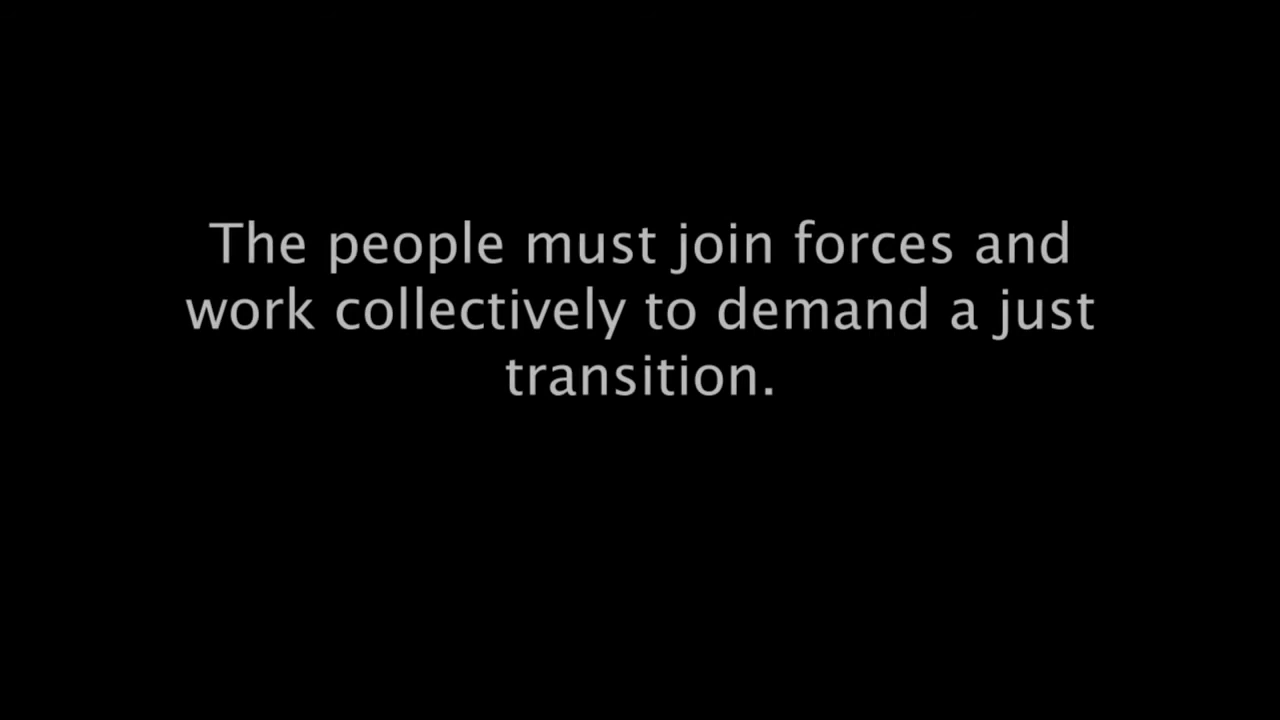 The people must join forces and
work collectively to demand a just
transition.